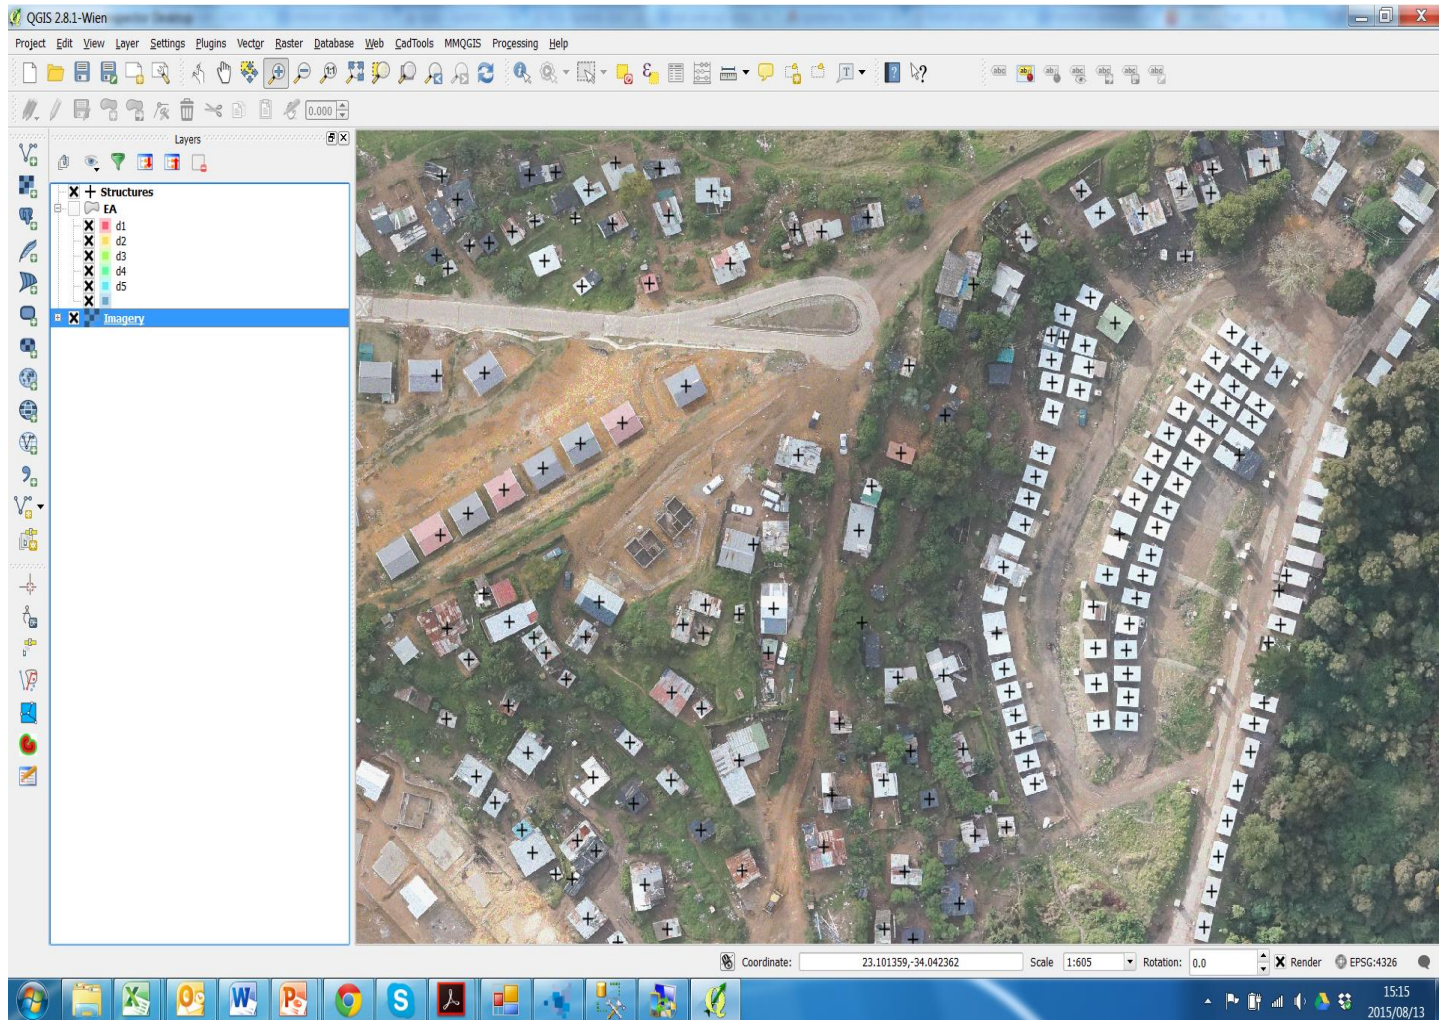 QGIS 2.8.1-Wien
Project Edit View Layer Settings Plugins Vector Raster Database Web CadTools MMQGIS Processing Help
0.000
Layers
Structures
EA
d1
d2
d3
d4
d5
Imagery
Coordinate: 23.101359,-34.042362 Scale 1:605 Rotation: 0.0 Render EPSG:4326
15:15
2015/08/13